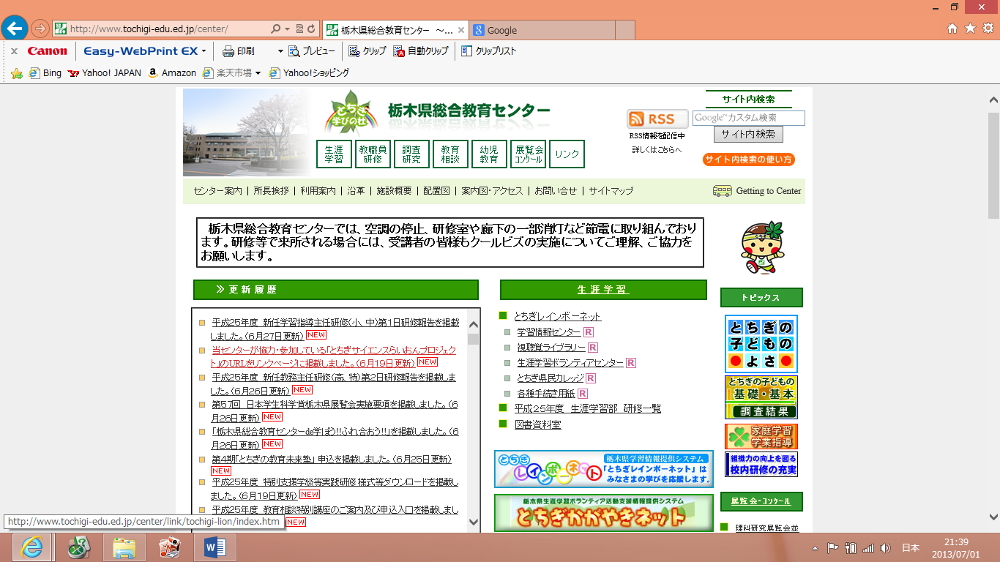 http://www.tochigi-edu.ed.jp/center/
栃木県総合教育センター ～...
Google
Canon
Easy-WebPrint EX
印刷
プレビュー
クリップ
自動クリップ
クリップリスト
Bing
Yahoo! JAPAN
Amazon
楽天市場
Yahoo!ショッピング
とちぎ
学びの杜
栃木県総合教育センター
生涯
学習
教職員
研修
調査
研究
教育
相談
幼児
教育
展覧会
コンクール
リンク
RSS
RSS情報を配信中
詳しくはこちらへ
サイト内検索
Google™カスタム検索
サイト内検索
サイト内検索の使い方
センター案内 | 所長挨拶 | 利用案内 | 沿革 | 施設概要 | 配置図 | 案内図・アクセス | お問い合せ | サイトマップ
Getting to Center
栃木県総合教育センターでは、空調の停止、研修室や廊下の一部消灯など節電に取り組んでおり
ます。研修等で来所される場合には、受講者の皆様もクールビズの実施についてご理解、ご協力を
お願いします。
更新履歴
平成25年度 新任学習指導主任研修(小、中)第1日研修報告を掲載
しました。(6月27日更新) NEW
当センターが協力・参加している「とちぎサイエンスらいおんプロジェク
ト」のURLをリンクページに掲載しました。(6月19日更新) NEW
平成25年度 新任教務主任研修(高、特)第2日研修報告を掲載しま
した。(6月26日更新) NEW
第57回 日本学生科学賞栃木県展覧会実施要項を掲載しました。(6
月26日更新) NEW
「栃木県総合教育センターde学ぼう!!ふれ合おう!!」を掲載しました。(6
月26日更新) NEW
第4期「とちぎの教育未来塾」 申込を掲載しました。(6月25日更新)
NEW
平成25年度 特別支援学級等実践研修 様式等ダウンロードを掲載し
ました。(6月19日更新) NEW
平成25年度 教育相談特別講座のご案内及び申込入口を掲載しまし
NEW
生涯学習
とちぎレインボーネット
学習情報センター R
視聴覚ライブラリー R
生涯学習ボランティアセンター R
とちぎ県民カレッジ R
各種手続き用紙 R
平成25年度 生涯学習部 研修一覧
図書資料室
とちぎ
レインボーネット
栃木県学習情報提供システム
「とちぎレインボーネット」は
みなさまの学びを応援します。
栃木県生涯学習ボランティア活動支援情報提供システム
とちぎかがやきネット
トピックス
とちぎの
子どもの
よさ
とちぎの子どもの
基礎・基本
調査結果
家庭学習
学業指導
組織力の向上を図る
校内研修の充実
展覧会・コンクール
理科研究展覧会並
http://www.tochigi-edu.ed.jp/center/link/tochigi-lion/index.htm
日本
21:39
2013/07/01